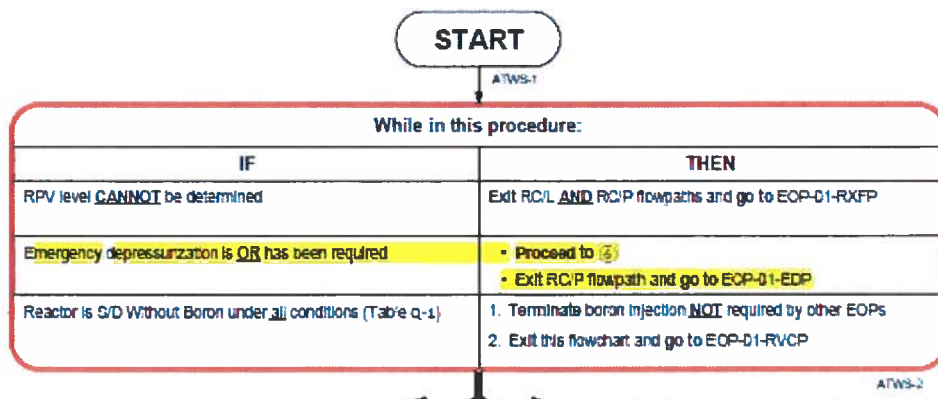 START
ATWS-1
While in this procedure:
IF
THEN
RPV level CANNOT be determined
Exit RC/L AND RC/P flowpaths and go to EOP-01-RXFP
Emergency depressurization is OR has been required
• Proceed to
• Exit RC/P flowpath and go to EOP-01-EDP
Reactor is S/D Without Boron under all conditions (Table Q-1)
1. Terminate boron injection NOT required by other EOPs
2. Exit this flowchart and go to EOP-01-RVCP
ATWS-2